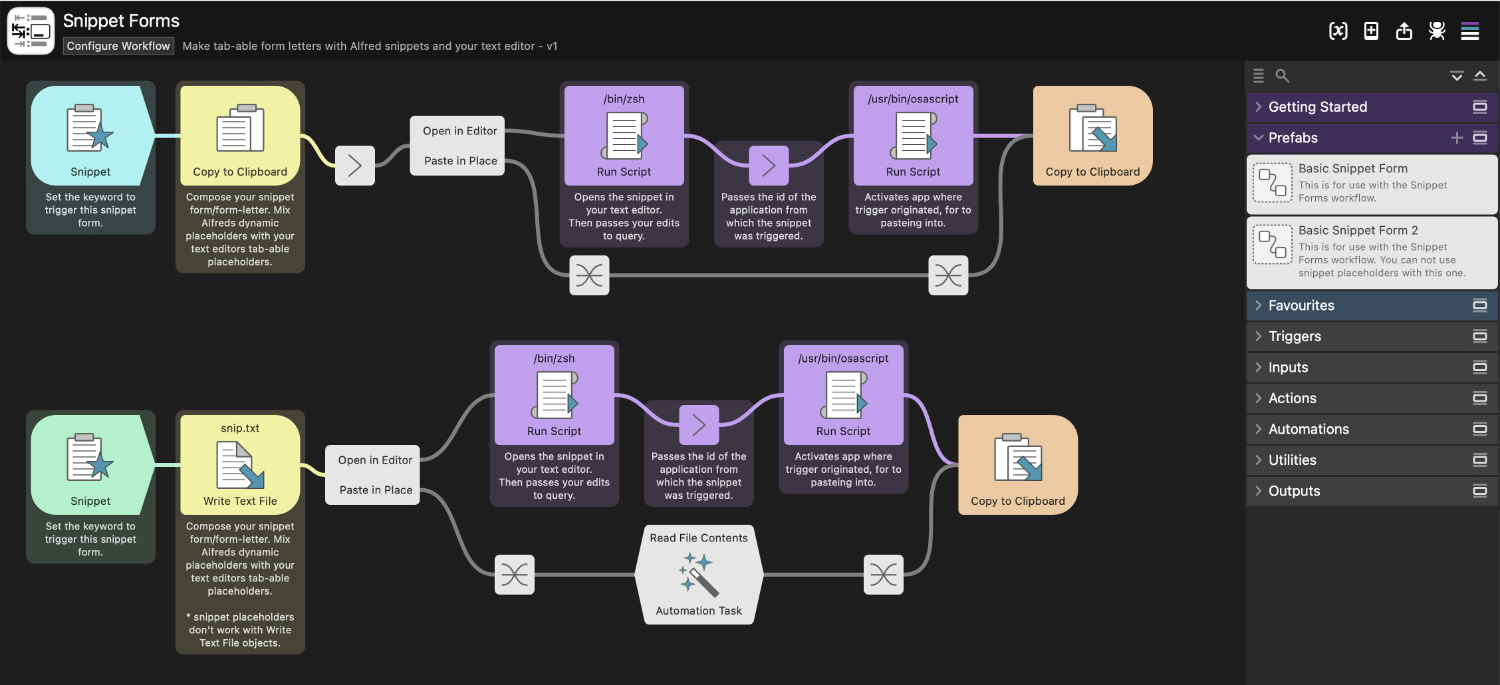 Snippet Forms
Configure Workflow
Make tab-able form letters with Alfred snippets and your text editor - v1
Snippet
Set the keyword to
trigger this snippet
form.
Copy to Clipboard
Compose your snippet
form/form-letter. Mix
Alfreds dynamic
placeholders with your
text editors tab-able
placeholders.
Open in Editor
Paste in Place
/bin/zsh
Run Script
Opens the snippet in
your text editor.
Then passes your edits
to query.
Passes the id of the
application from
which the snippet
was triggered.
/usr/bin/osascript
Run Script
Activates app where
trigger originated, for to
pasteing into.
Copy to Clipboard
Snippet
Set the keyword to
trigger this snippet
form.
snip.txt
Write Text File
Compose your snippet
form/form-letter. Mix
Alfreds dynamic
placeholders with your
text editors tab-able
placeholders.
* snippet placeholders
don't work with Write
Text File objects.
Open in Editor
Paste in Place
/bin/zsh
Run Script
Opens the snippet in
your text editor.
Then passes your edits
to query.
Passes the id of the
application from
which the snippet
was triggered.
/usr/bin/osascript
Run Script
Activates app where
trigger originated, for to
pasteing into.
Read File Contents
Automation Task
Copy to Clipboard
Getting Started
Prefabs
Basic Snippet Form
This is for use with the Snippet
Forms workflow.
Basic Snippet Form 2
This is for use with the Snippet
Forms workflow. You can not use
snippet placeholders with this one.
Favourites
Triggers
Inputs
Actions
Automations
Utilities
Outputs